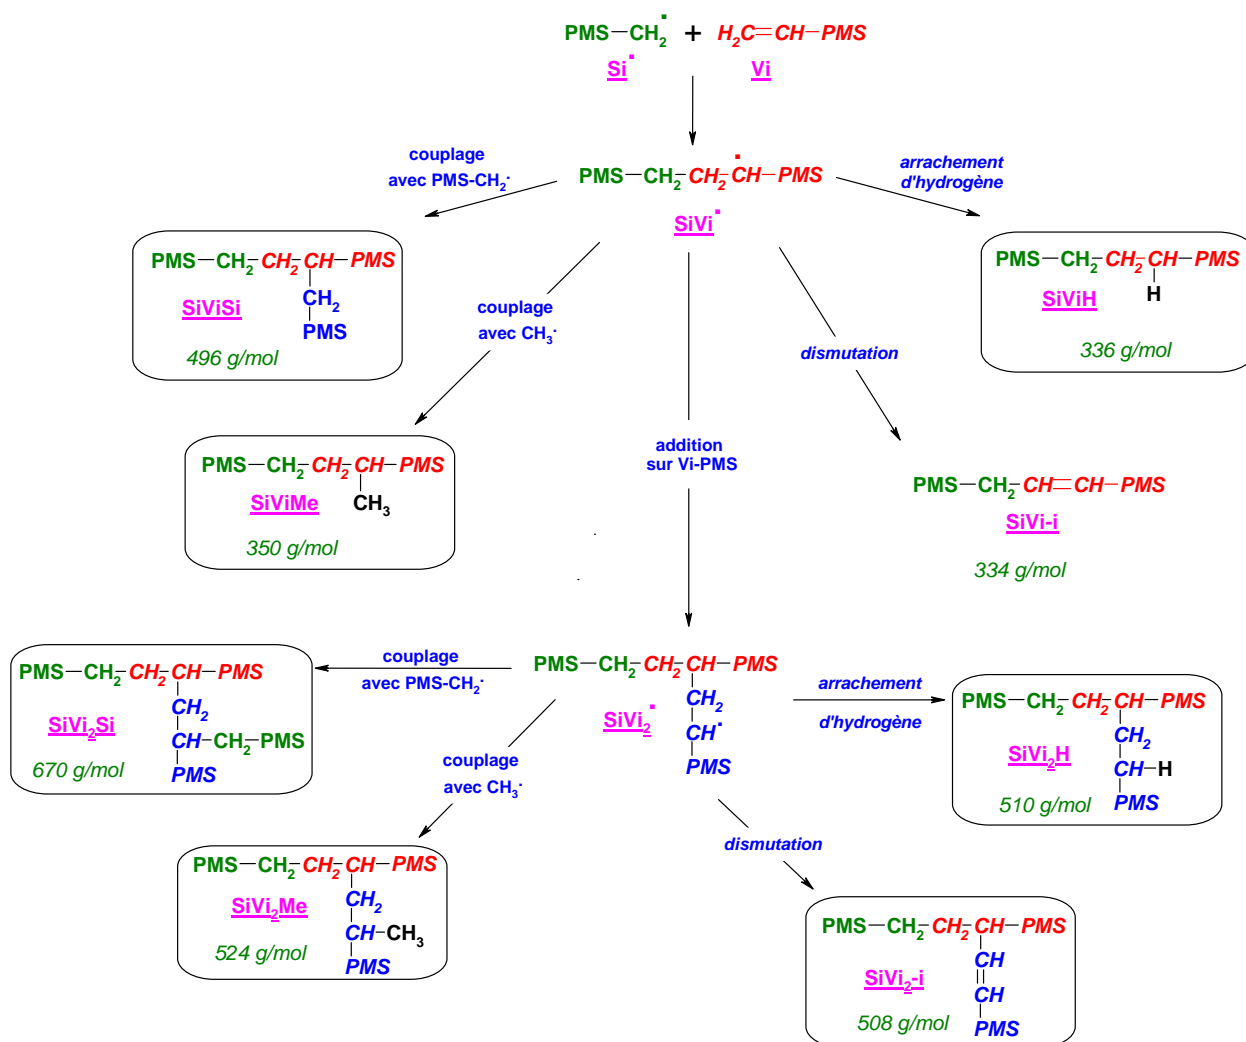 PMS–CH₂· + H₂C=CH–PMS
Si· Vi
couplage
avec PMS-CH₂·
PMS–CH₂–CH₂–CH·–PMS
SiVi·
arrachement
d'hydrogène
PMS–CH₂–CH₂–CH–PMS
CH₂
PMS
SiViSi
496 g/mol
PMS–CH₂–CH₂–CH–PMS
H
SiViH
336 g/mol
couplage
avec CH₃·
dismutation
PMS–CH₂–CH₂–CH–PMS
CH₃
SiViMe
350 g/mol
addition
sur Vi-PMS
PMS–CH₂–CH=CH–PMS
SiVi-i
334 g/mol
PMS–CH₂–CH₂–CH–PMS
CH₂
CH–CH₂–PMS
PMS
SiVi₂Si
670 g/mol
couplage
avec PMS-CH₂·
PMS–CH₂–CH₂–CH–PMS
CH₂
CH·
PMS
SiVi₂·
arrachement
d'hydrogène
PMS–CH₂–CH₂–CH–PMS
CH₂
CH–H
PMS
SiVi₂H
510 g/mol
couplage
avec CH₃·
dismutation
PMS–CH₂–CH₂–CH–PMS
CH₂
CH–CH₃
PMS
SiVi₂Me
524 g/mol
PMS–CH₂–CH₂–CH–PMS
CH
CH
PMS
SiVi₂-i
508 g/mol